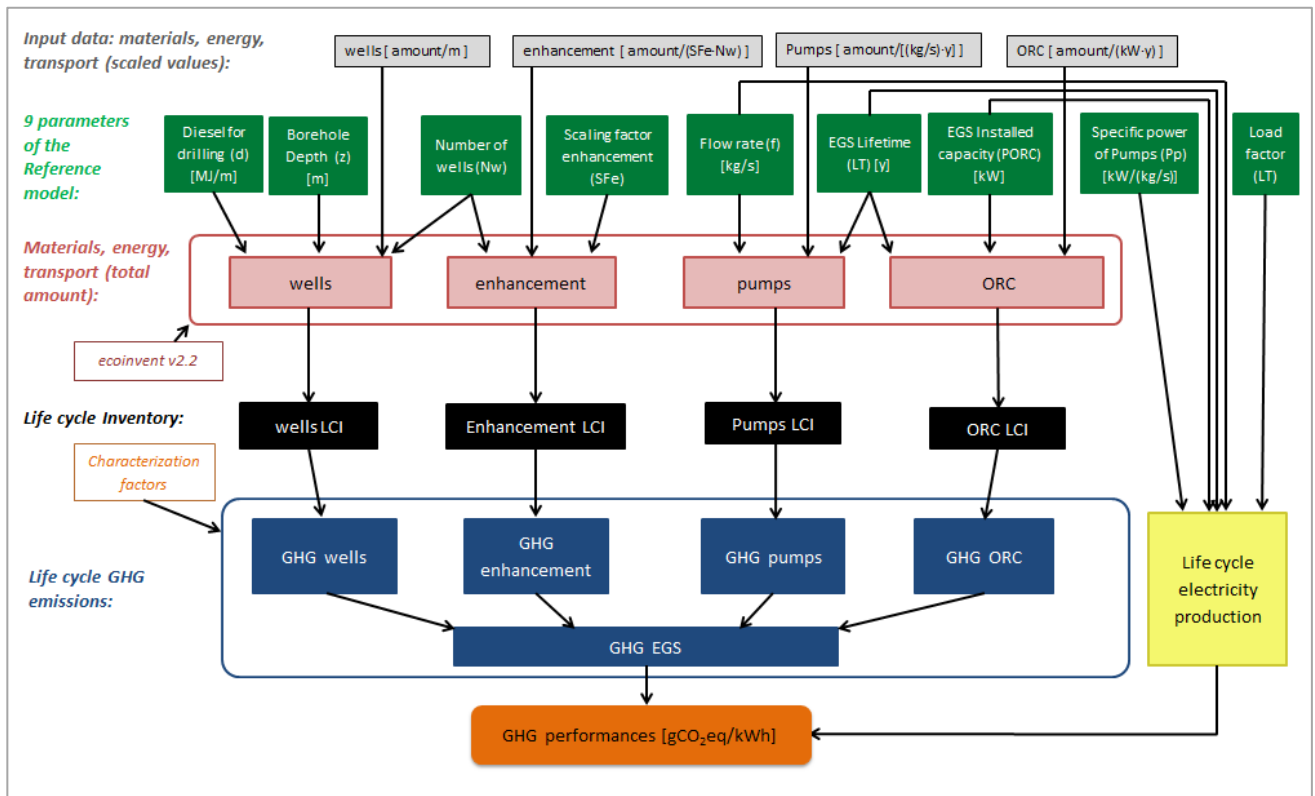 Input data: materials, energy,
transport (scaled values):
wells [ amount/m ]
enhancement [ amount/(SFe·Nw) ]
Pumps [ amount/[(kg/s)·y] ]
ORC [ amount/(kW·y) ]
9 parameters
of the
Reference
model:
Diesel for
drilling (d)
[MJ/m]
Borehole
Depth (z)
[m]
Number of
wells (Nw)
Scaling factor
enhancement
(SFe)
Flow rate (f)
[kg/s]
EGS Lifetime
(LT) [y]
EGS Installed
capacity (PORC)
[kW]
Specific power
of Pumps (Pp)
[kW/(kg/s)]
Load
factor
(LT)
Materials, energy,
transport (total
amount):
wells
enhancement
pumps
ORC
ecoinvent v2.2
Life cycle Inventory:
wells LCI
Enhancement LCI
Pumps LCI
ORC LCI
Characterization
factors
Life cycle GHG
emissions:
GHG wells
GHG
enhancement
GHG pumps
GHG ORC
GHG EGS
Life cycle
electricity
production
GHG performances [gCO₂eq/kWh]